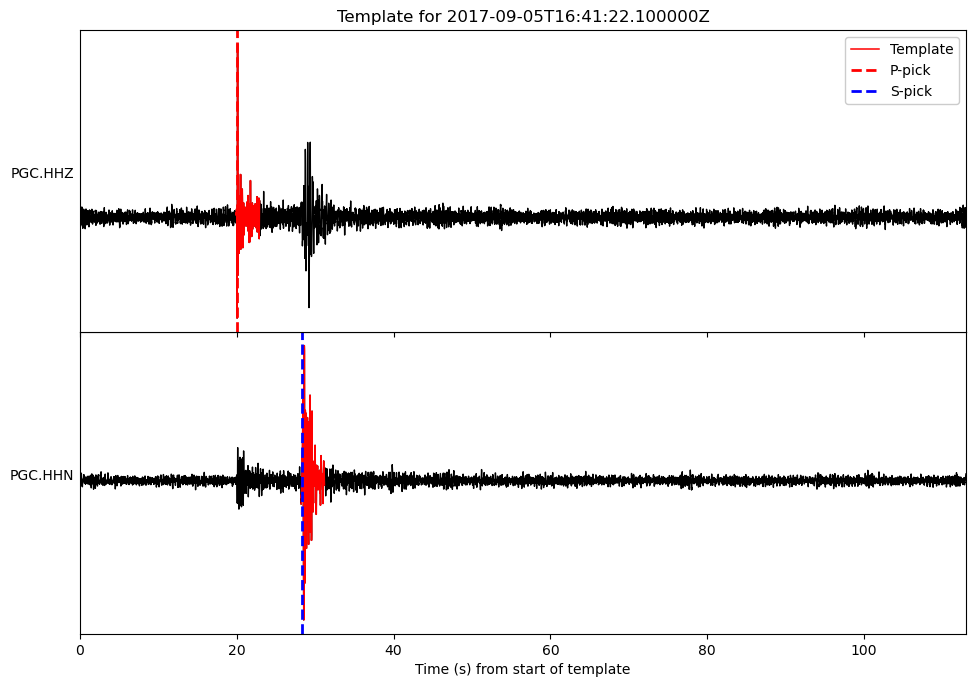 Template for 2017-09-05T16:41:22.100000Z
Template
P-pick
S-pick
PGC.HHZ
PGC.HHN
0 20 40 60 80 100
Time (s) from start of template